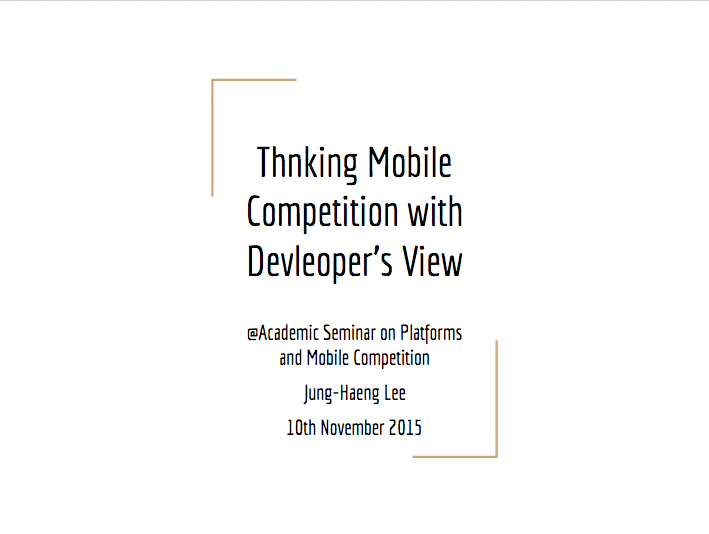 Thnking Mobile
Competition with
Devleoper's View
@Academic Seminar on Platforms
and Mobile Competition
Jung-Haeng Lee
10th November 2015